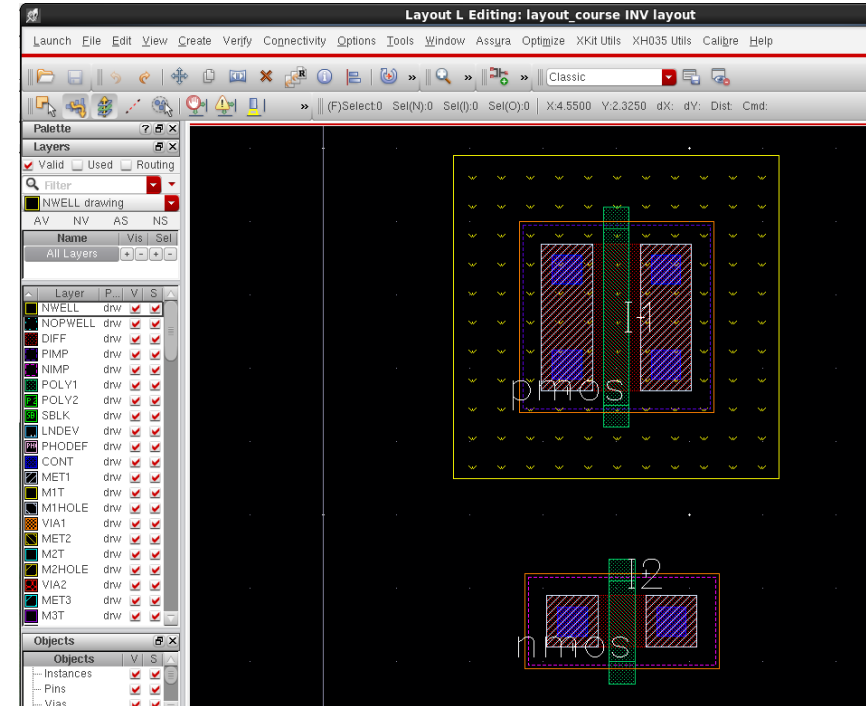 Layout L Editing: layout_course INV layout
Launch File Edit View Create Verify Connectivity Options Tools Window Assura Optimize XKit Utils XH035 Utils Calibre Help
» » » Classic
» (F)Select:0 Sel(N):0 Sel(I):0 Sel(O):0 X:4.5500 Y:2.3250 dX: dY: Dist: Cmd:
Palette
Layers
Valid Used Routing
Filter
NWELL drawing
AV NV AS NS
Name Vis Sel
All Layers + - + -
Layer P... V S
NWELL drw
NOPWELL drw
DIFF drw
PIMP drw
NIMP drw
POLY1 drw
POLY2 drw
SBLK drw
LNDEV drw
PHODEF drw
CONT drw
MET1 drw
M1T drw
M1HOLE drw
VIA1 drw
MET2 drw
M2T drw
M2HOLE drw
VIA2 drw
MET3 drw
M3T drw
Objects
Objects V S
Instances
Pins
Vias
I1
pmos
I2
nmos